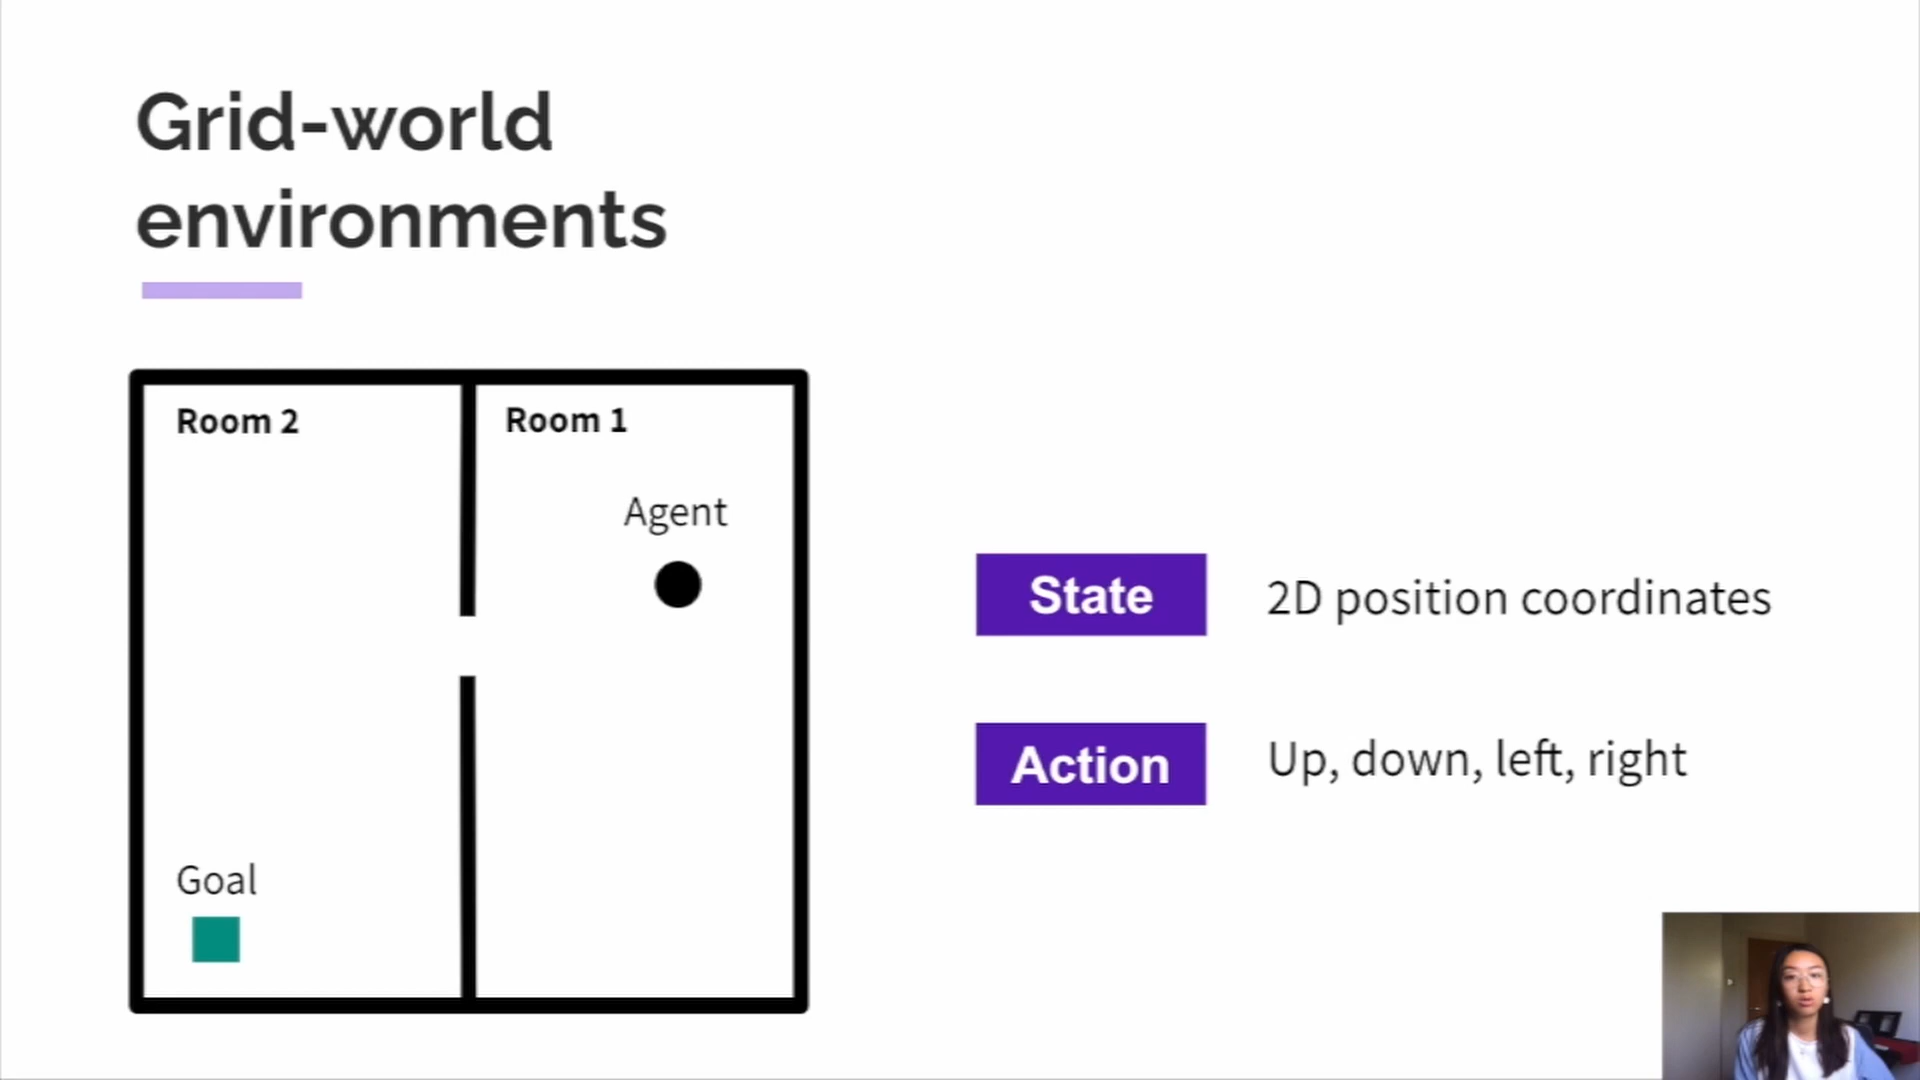 Grid-world
environments
Room 2
Room 1
Agent
Goal
State
2D position coordinates
Action
Up, down, left, right